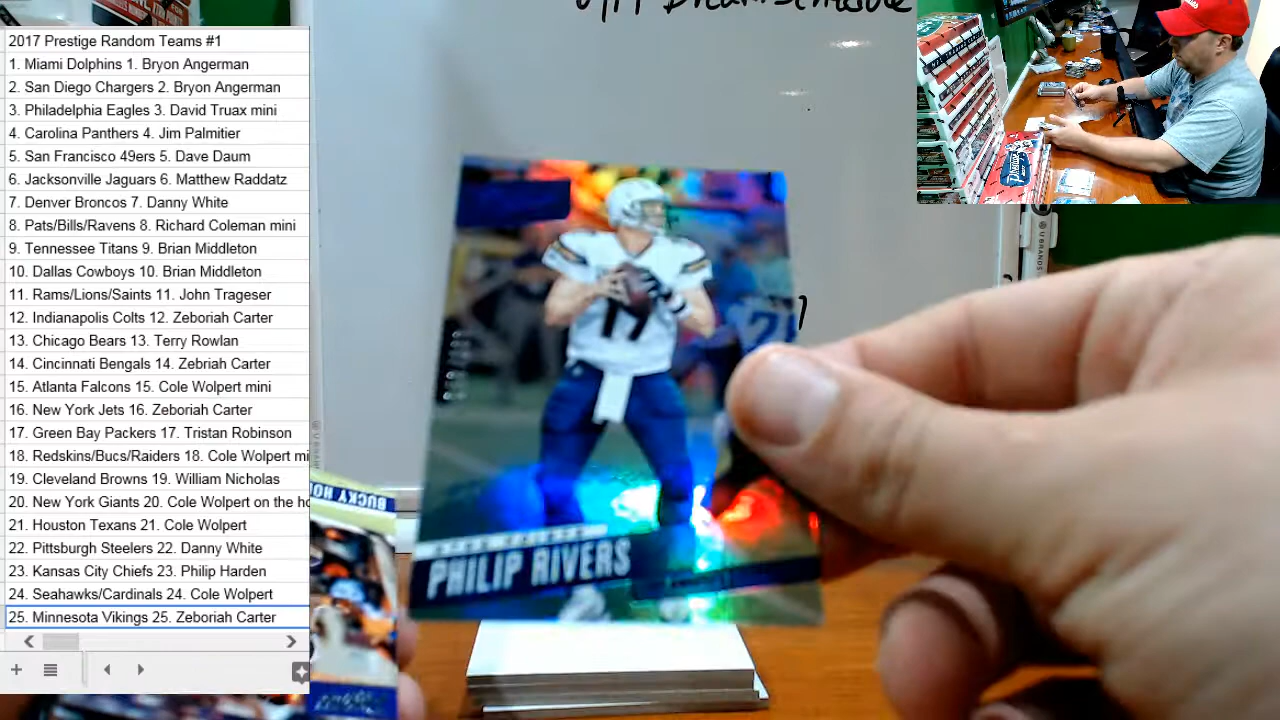 2017 Prestige Random Teams #1
1. Miami Dolphins 1. Bryon Angerman
2. San Diego Chargers 2. Bryon Angerman
3. Philadelphia Eagles 3. David Truax mini
4. Carolina Panthers 4. Jim Palmitier
5. San Francisco 49ers 5. Dave Daum
6. Jacksonville Jaguars 6. Matthew Raddatz
7. Denver Broncos 7. Danny White
8. Pats/Bills/Ravens 8. Richard Coleman mini
9. Tennessee Titans 9. Brian Middleton
10. Dallas Cowboys 10. Brian Middleton
11. Rams/Lions/Saints 11. John Trageser
12. Indianapolis Colts 12. Zeboriah Carter
13. Chicago Bears 13. Terry Rowlan
14. Cincinnati Bengals 14. Zebriah Carter
15. Atlanta Falcons 15. Cole Wolpert mini
16. New York Jets 16. Zeboriah Carter
17. Green Bay Packers 17. Tristan Robinson
18. Redskins/Bucs/Raiders 18. Cole Wolpert mi
19. Cleveland Browns 19. William Nicholas
20. New York Giants 20. Cole Wolpert on the ho
21. Houston Texans 21. Cole Wolpert
22. Pittsburgh Steelers 22. Danny White
23. Kansas City Chiefs 23. Philip Harden
24. Seahawks/Cardinals 24. Cole Wolpert
25. Minnesota Vikings 25. Zeboriah Carter
17
PHILIP RIVERS
BUCKY HO
U BRANDS